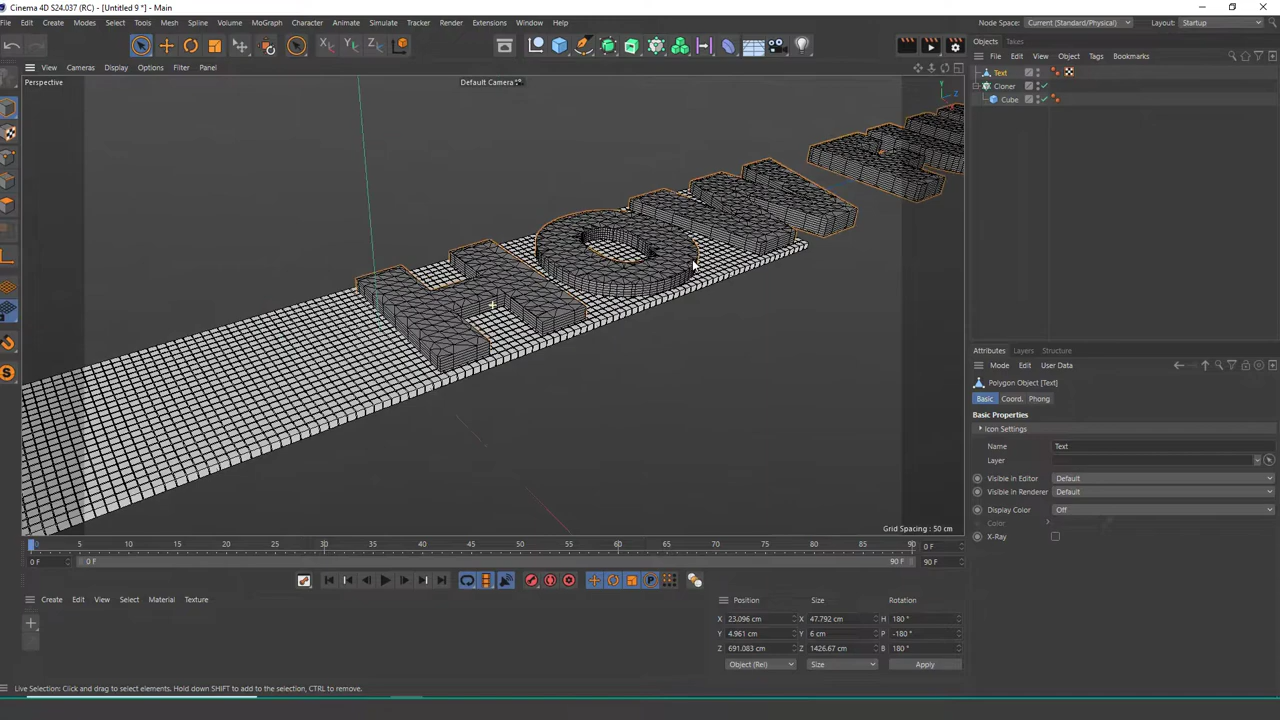 Cinema 4D S24.037 (RC) - [Untitled 9 *] - Main
File Edit Create Modes Select Tools Mesh Spline Volume MoGraph Character Animate Simulate Tracker Render Extensions Window Help
Node Space: Current (Standard/Physical) Layout: Startup
Objects Takes
File Edit View Object Tags Bookmarks
View Cameras Display Options Filter Panel
Perspective
Default Camera
Text
Cloner
Cube
Y
Z
Attributes Layers Structure
Mode Edit User Data
Polygon Object [Text]
Basic Coord. Phong
Basic Properties
Icon Settings
Name Text
Layer
Visible in Editor Default
Visible in Renderer Default
Display Color Off
Color
X-Ray
Grid Spacing : 50 cm
0 5 10 15 20 25 30 35 40 45 50 55 60 65 70 75 80 85 90 0 F
0 F 0 F 90 F 90 F
Create Edit View Select Material Texture
Position Size Rotation
X 23.096 cm X 47.792 cm H 180 °
Y 4.961 cm Y 6 cm P -180 °
Z 691.083 cm Z 1426.67 cm B 180 °
Object (Rel) Size Apply
Live Selection: Click and drag to select elements. Hold down SHIFT to add to the selection, CTRL to remove.